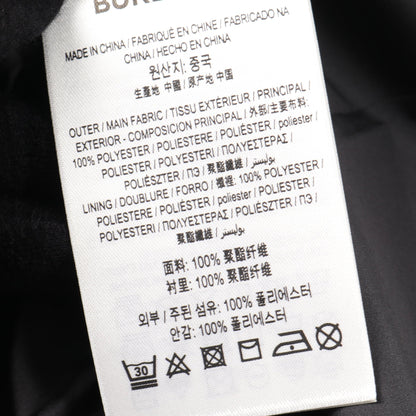 MADE IN CHINA / FABRIQUÉ EN CHINE / FABRICADO NA
CHINA / HECHO EN CHINA
원산지: 중국
生產地 中國 / 原产地 中国
OUTER / MAIN FABRIC / TISSU EXTÉRIEUR / PRINCIPAL /
EXTERIOR - COMPOSICIÓN PRINCIPAL / 外部/主要布料:
100% POLYESTER / POLYESTERE / POLIÉSTER / poliester /
POLIESTERE / POLIÉSTER / ΠΟΛΥΕΣΤΕΡΑΣ /
POLIÉSZTER / ПЭ / 聚酯纖維 / بوليستر
LINING / DOUBLURE / FORRO / 襯裡: 100% POLYESTER /
POLYESTERE / POLIÉSTER / poliester / POLIESTERE /
POLIÉSTER / ΠΟΛΥΕΣΤΕΡΑΣ / POLIÉSZTER / ПЭ /
聚酯纖維 / بوليستر
面料: 100% 聚酯纤维
衬里: 100% 聚酯纤维
외부 / 주된 섬유: 100% 폴리에스터
안감: 100% 폴리에스터
30